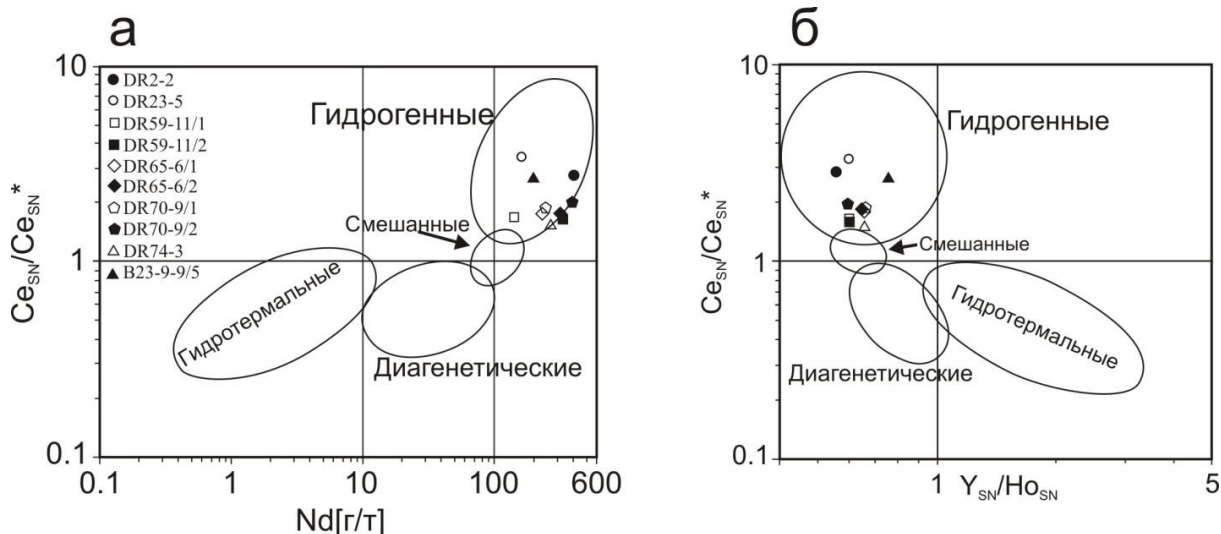 а
10
DR2-2
DR23-5
DR59-11/1
DR59-11/2
DR65-6/1
DR65-6/2
DR70-9/1
DR70-9/2
DR74-3
B23-9-9/5
Гидрогенные
Смешанные
1
Гидротермальные
Диагенетические
0.1
CeSN/CeSN*
0.1 1 10 100 600
Nd[г/т]
б
10
Гидрогенные
Смешанные
1
Гидротермальные
Диагенетические
0.1
CeSN/CeSN*
1 5
YSN/HoSN